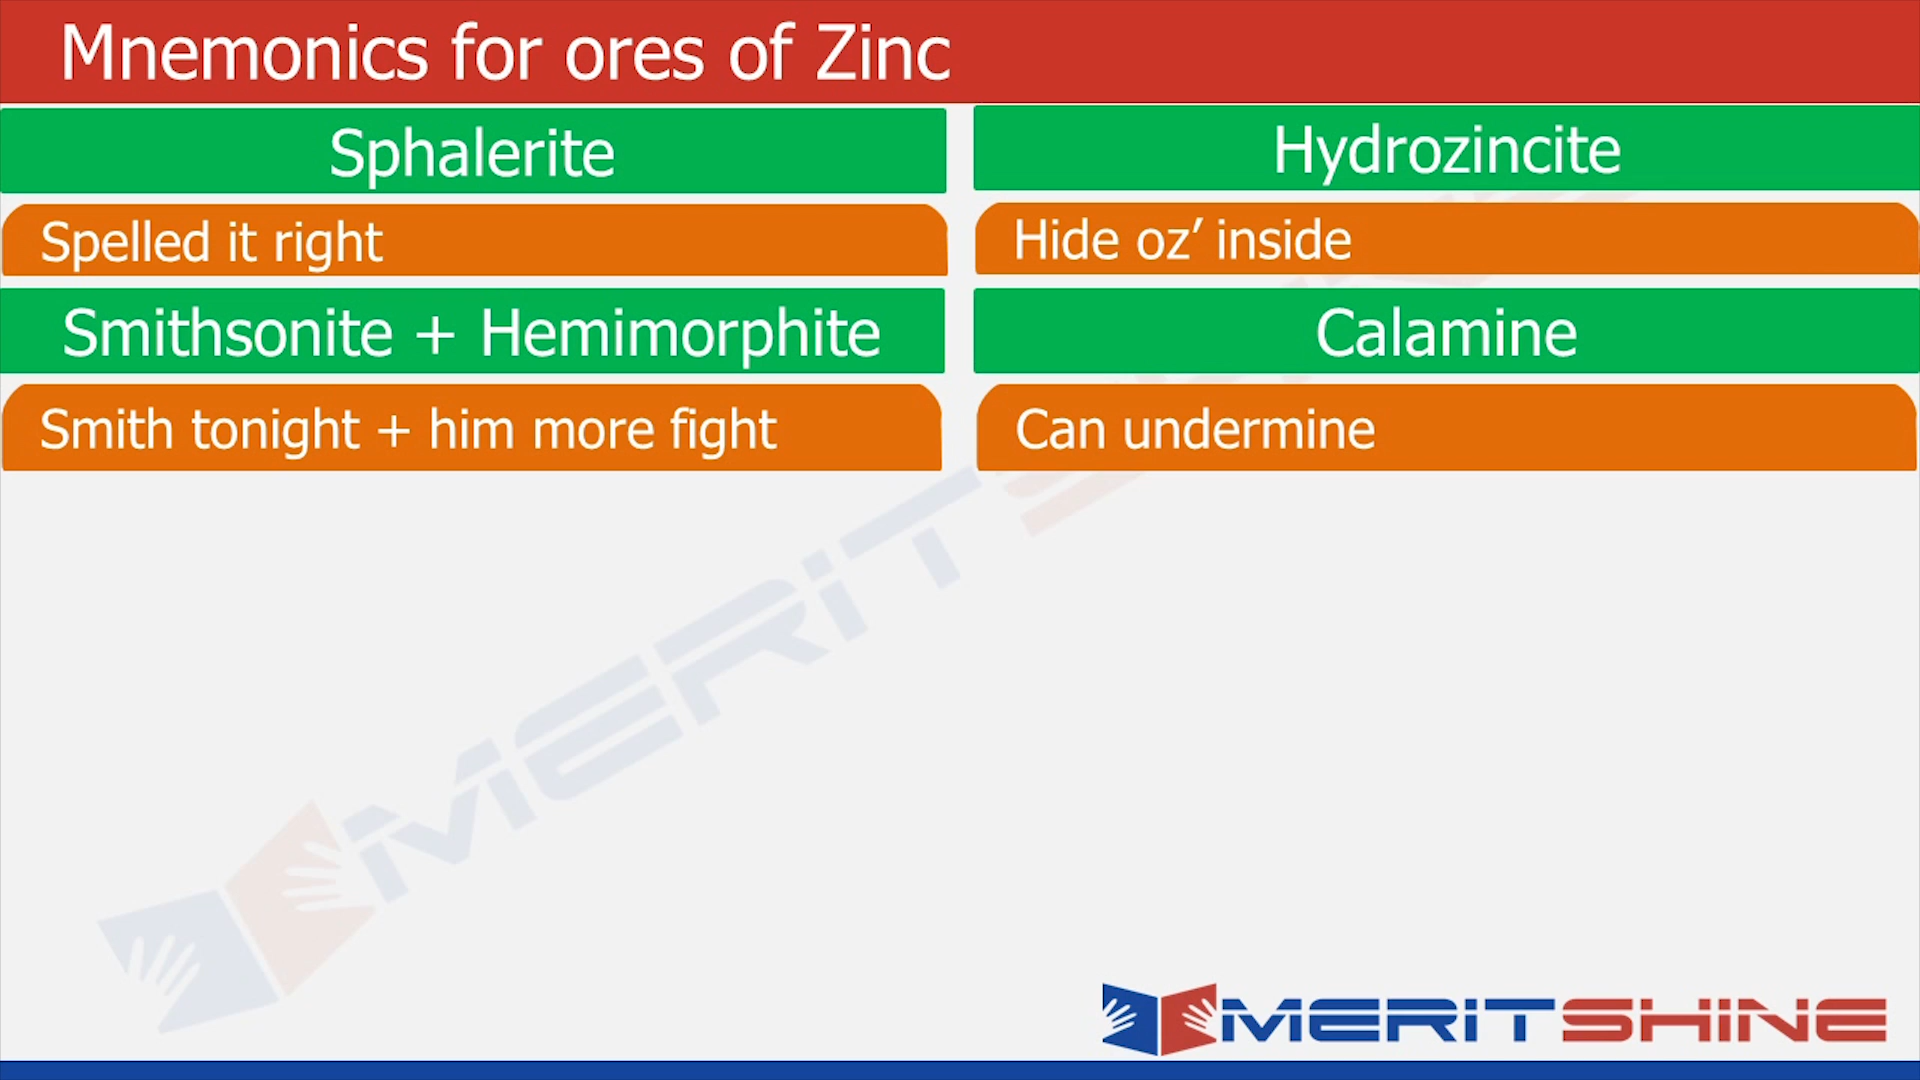 Mnemonics for ores of Zinc
Sphalerite
Hydrozincite
Spelled it right
Hide oz’ inside
Smithsonite + Hemimorphite
Calamine
Smith tonight + him more fight
Can undermine
MERiTSHiNE
MERiTSHiNE